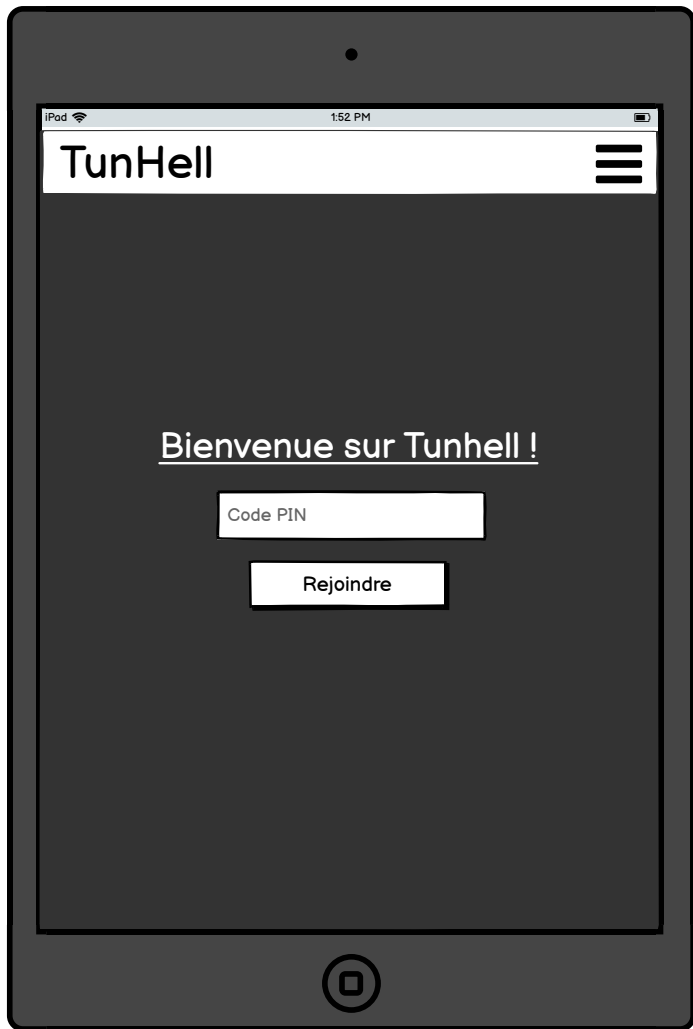 iPad 1:52 PM
TunHell
Bienvenue sur Tunhell !
Code PIN
Rejoindre